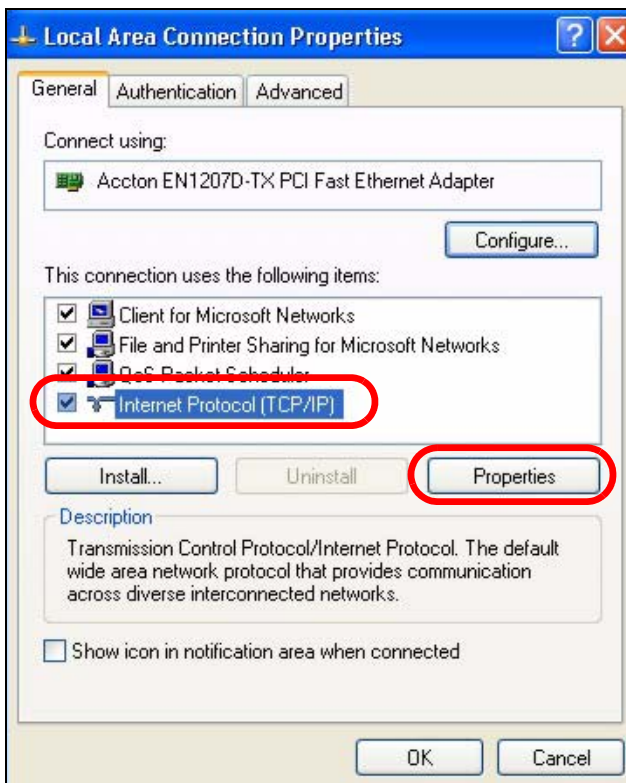 Local Area Connection Properties
General
Authentication
Advanced
Connect using:
Accton EN1207D-TX PCI Fast Ethernet Adapter
Configure...
This connection uses the following items:
Client for Microsoft Networks
File and Printer Sharing for Microsoft Networks
QoS Packet Scheduler
Internet Protocol (TCP/IP)
Install...
Uninstall
Properties
Description
Transmission Control Protocol/Internet Protocol. The default
wide area network protocol that provides communication
across diverse interconnected networks.
Show icon in notification area when connected
OK
Cancel